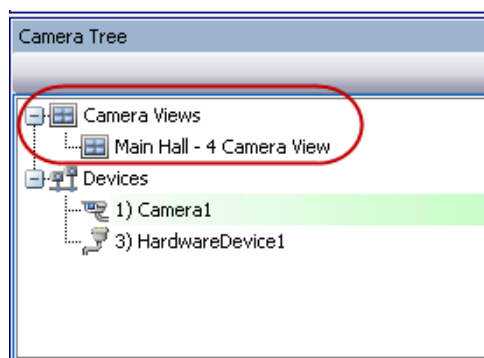 Camera Tree
Camera Views
Main Hall - 4 Camera View
Devices
1) Camera1
3) HardwareDevice1